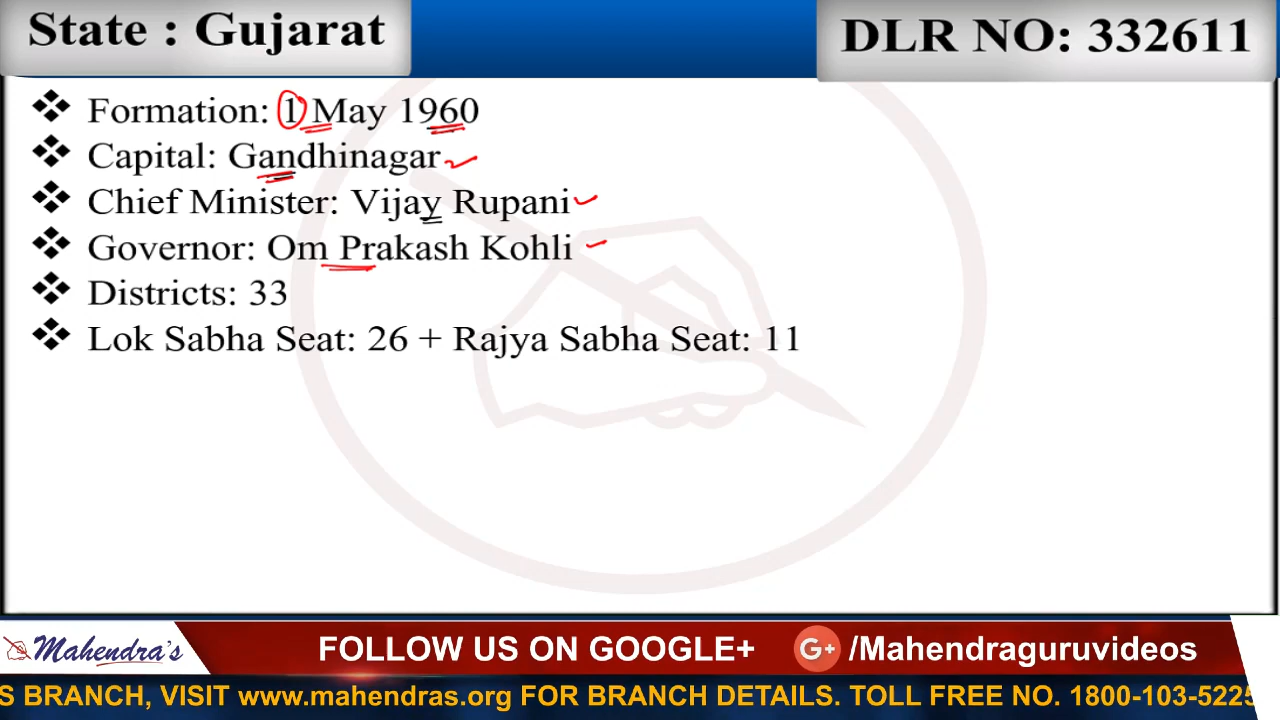 State : Gujarat
DLR NO: 332611
❖ Formation: 1 May 1960
❖ Capital: Gandhinagar
❖ Chief Minister: Vijay Rupani
❖ Governor: Om Prakash Kohli
❖ Districts: 33
❖ Lok Sabha Seat: 26 + Rajya Sabha Seat: 11
Mahendra's
FOLLOW US ON GOOGLE+ G+ /Mahendraguruvideos
S BRANCH, VISIT www.mahendras.org FOR BRANCH DETAILS. TOLL FREE NO. 1800-103-5225